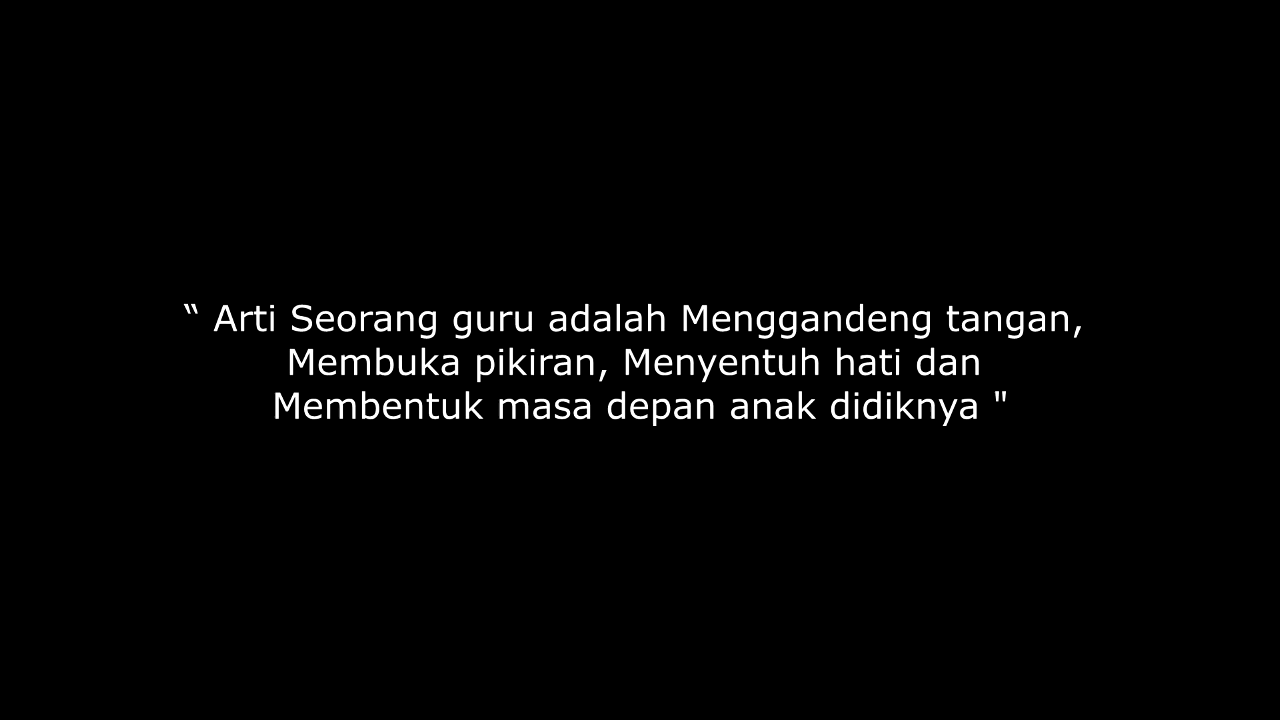 “ Arti Seorang guru adalah Menggandeng tangan,
Membuka pikiran, Menyentuh hati dan
Membentuk masa depan anak didiknya "